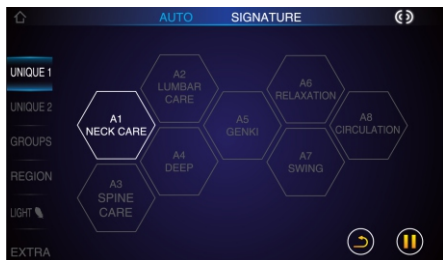 AUTO SIGNATURE
UNIQUE 1
UNIQUE 2
GROUPS
REGION
LIGHT
EXTRA
A1
NECK CARE
A2
LUMBAR
CARE
A3
SPINE
CARE
A4
DEEP
A5
GENKI
A6
RELAXATION
A7
SWING
A8
CIRCULATION